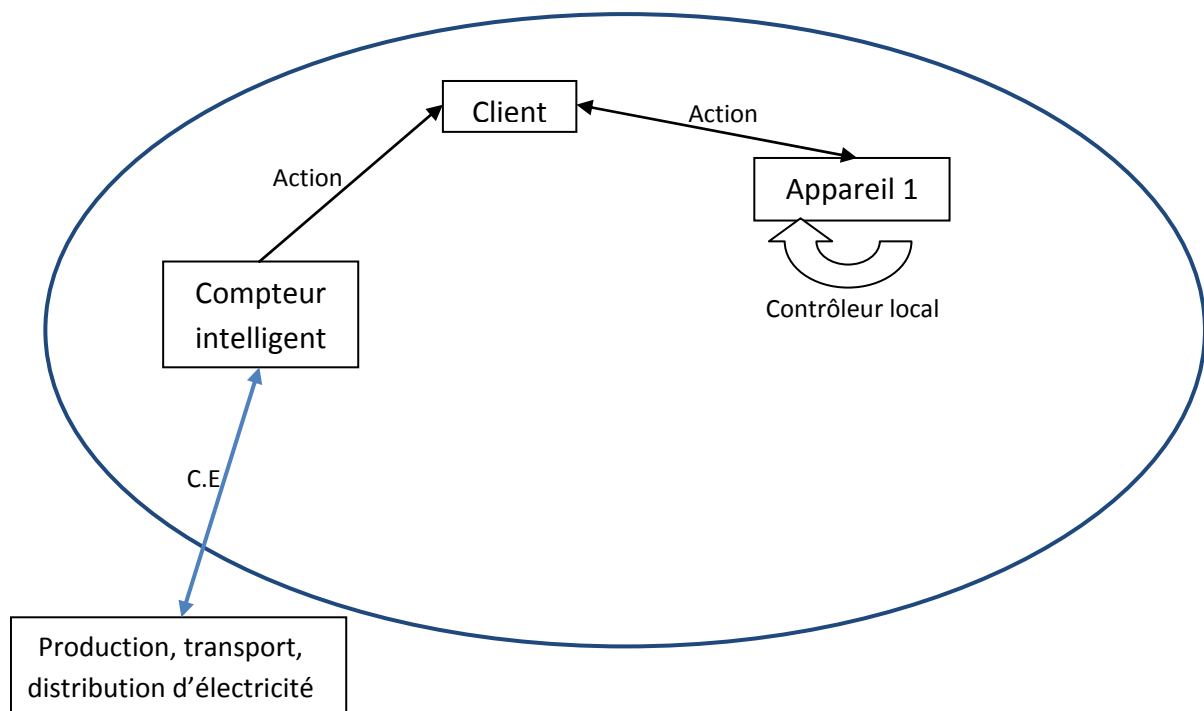 Client
Action
Action
Appareil 1
Compteur
intelligent
Contrôleur local
C.E
Production, transport,
distribution d’électricité